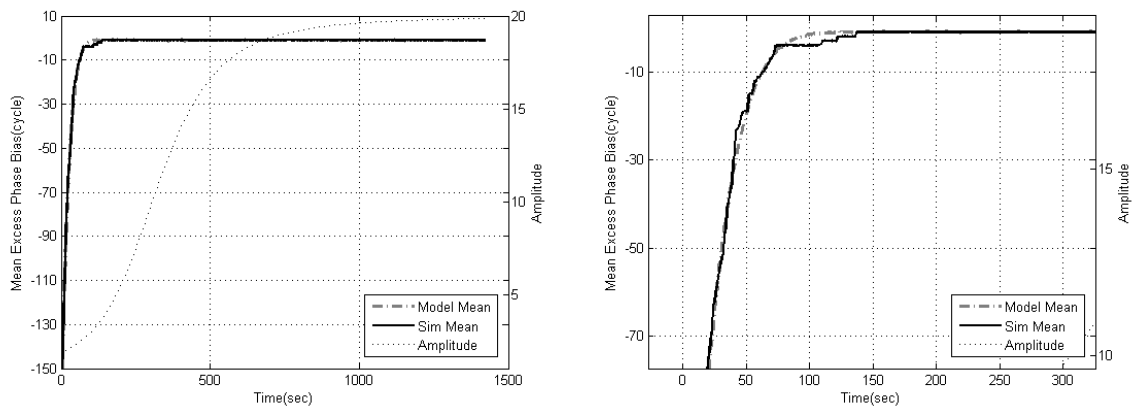 10
-10
-30
-50
-70
-90
-110
-130
-150
Mean Excess Phase Bias(cycle)
0
500
1000
1500
Time(sec)
20
15
10
5
Amplitude
Model Mean
Sim Mean
Amplitude
-10
-30
-50
-70
Mean Excess Phase Bias(cycle)
0
50
100
150
200
250
300
Time(sec)
15
10
Amplitude
Model Mean
Sim Mean
Amplitude